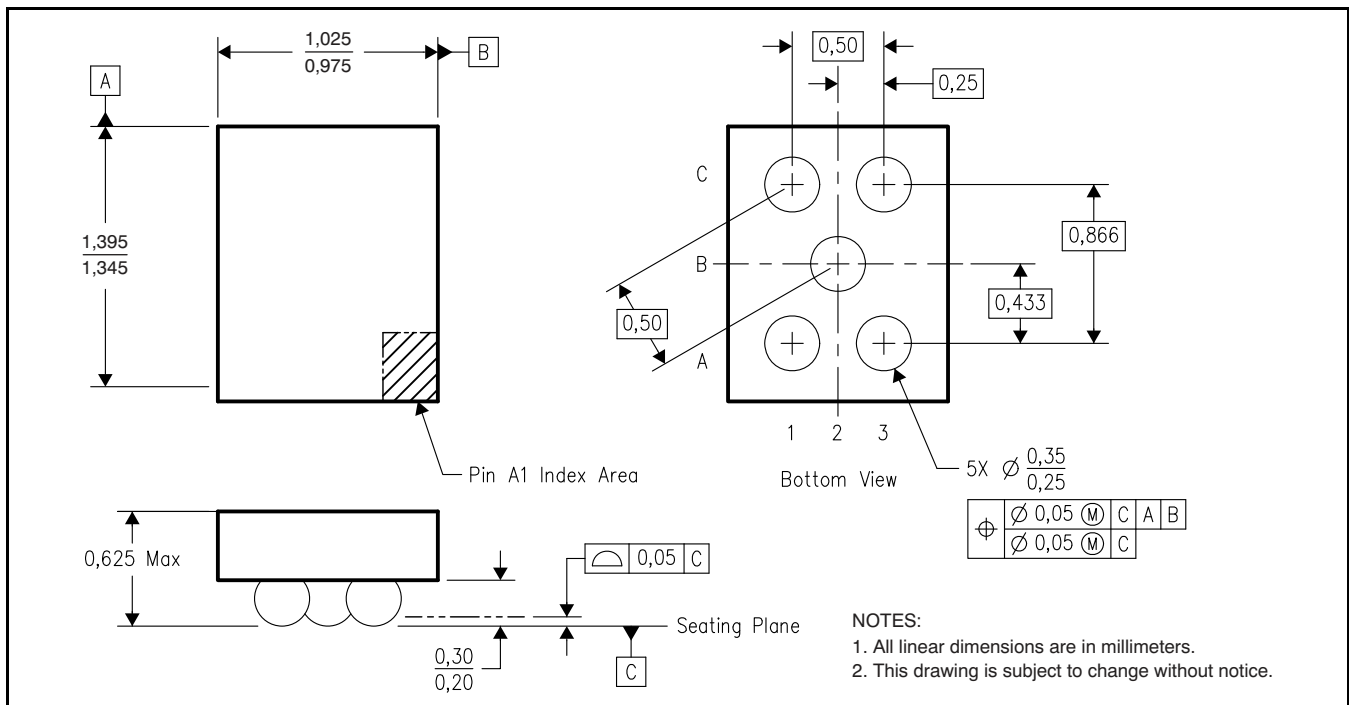 1,025
0,975
B
A
1,395
1,345
Pin A1 Index Area
0,50
0,25
C
B
A
0,866
0,433
0,50
1 2 3
Bottom View
5X Ø 0,35
0,25
⌖ Ø 0,05 Ⓜ C A B
Ø 0,05 Ⓜ C
0,625 Max
⌓ 0,05 C
Seating Plane
0,30
0,20
C
NOTES:
1. All linear dimensions are in millimeters.
2. This drawing is subject to change without notice.